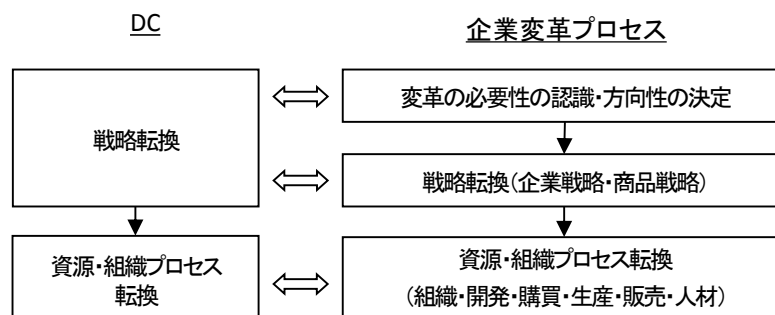 DC
企業変革プロセス
戦略転換
変革の必要性の認識・方向性の決定
戦略転換(企業戦略・商品戦略)
資源・組織プロセス
転換
資源・組織プロセス転換
(組織・開発・購買・生産・販売・人材)